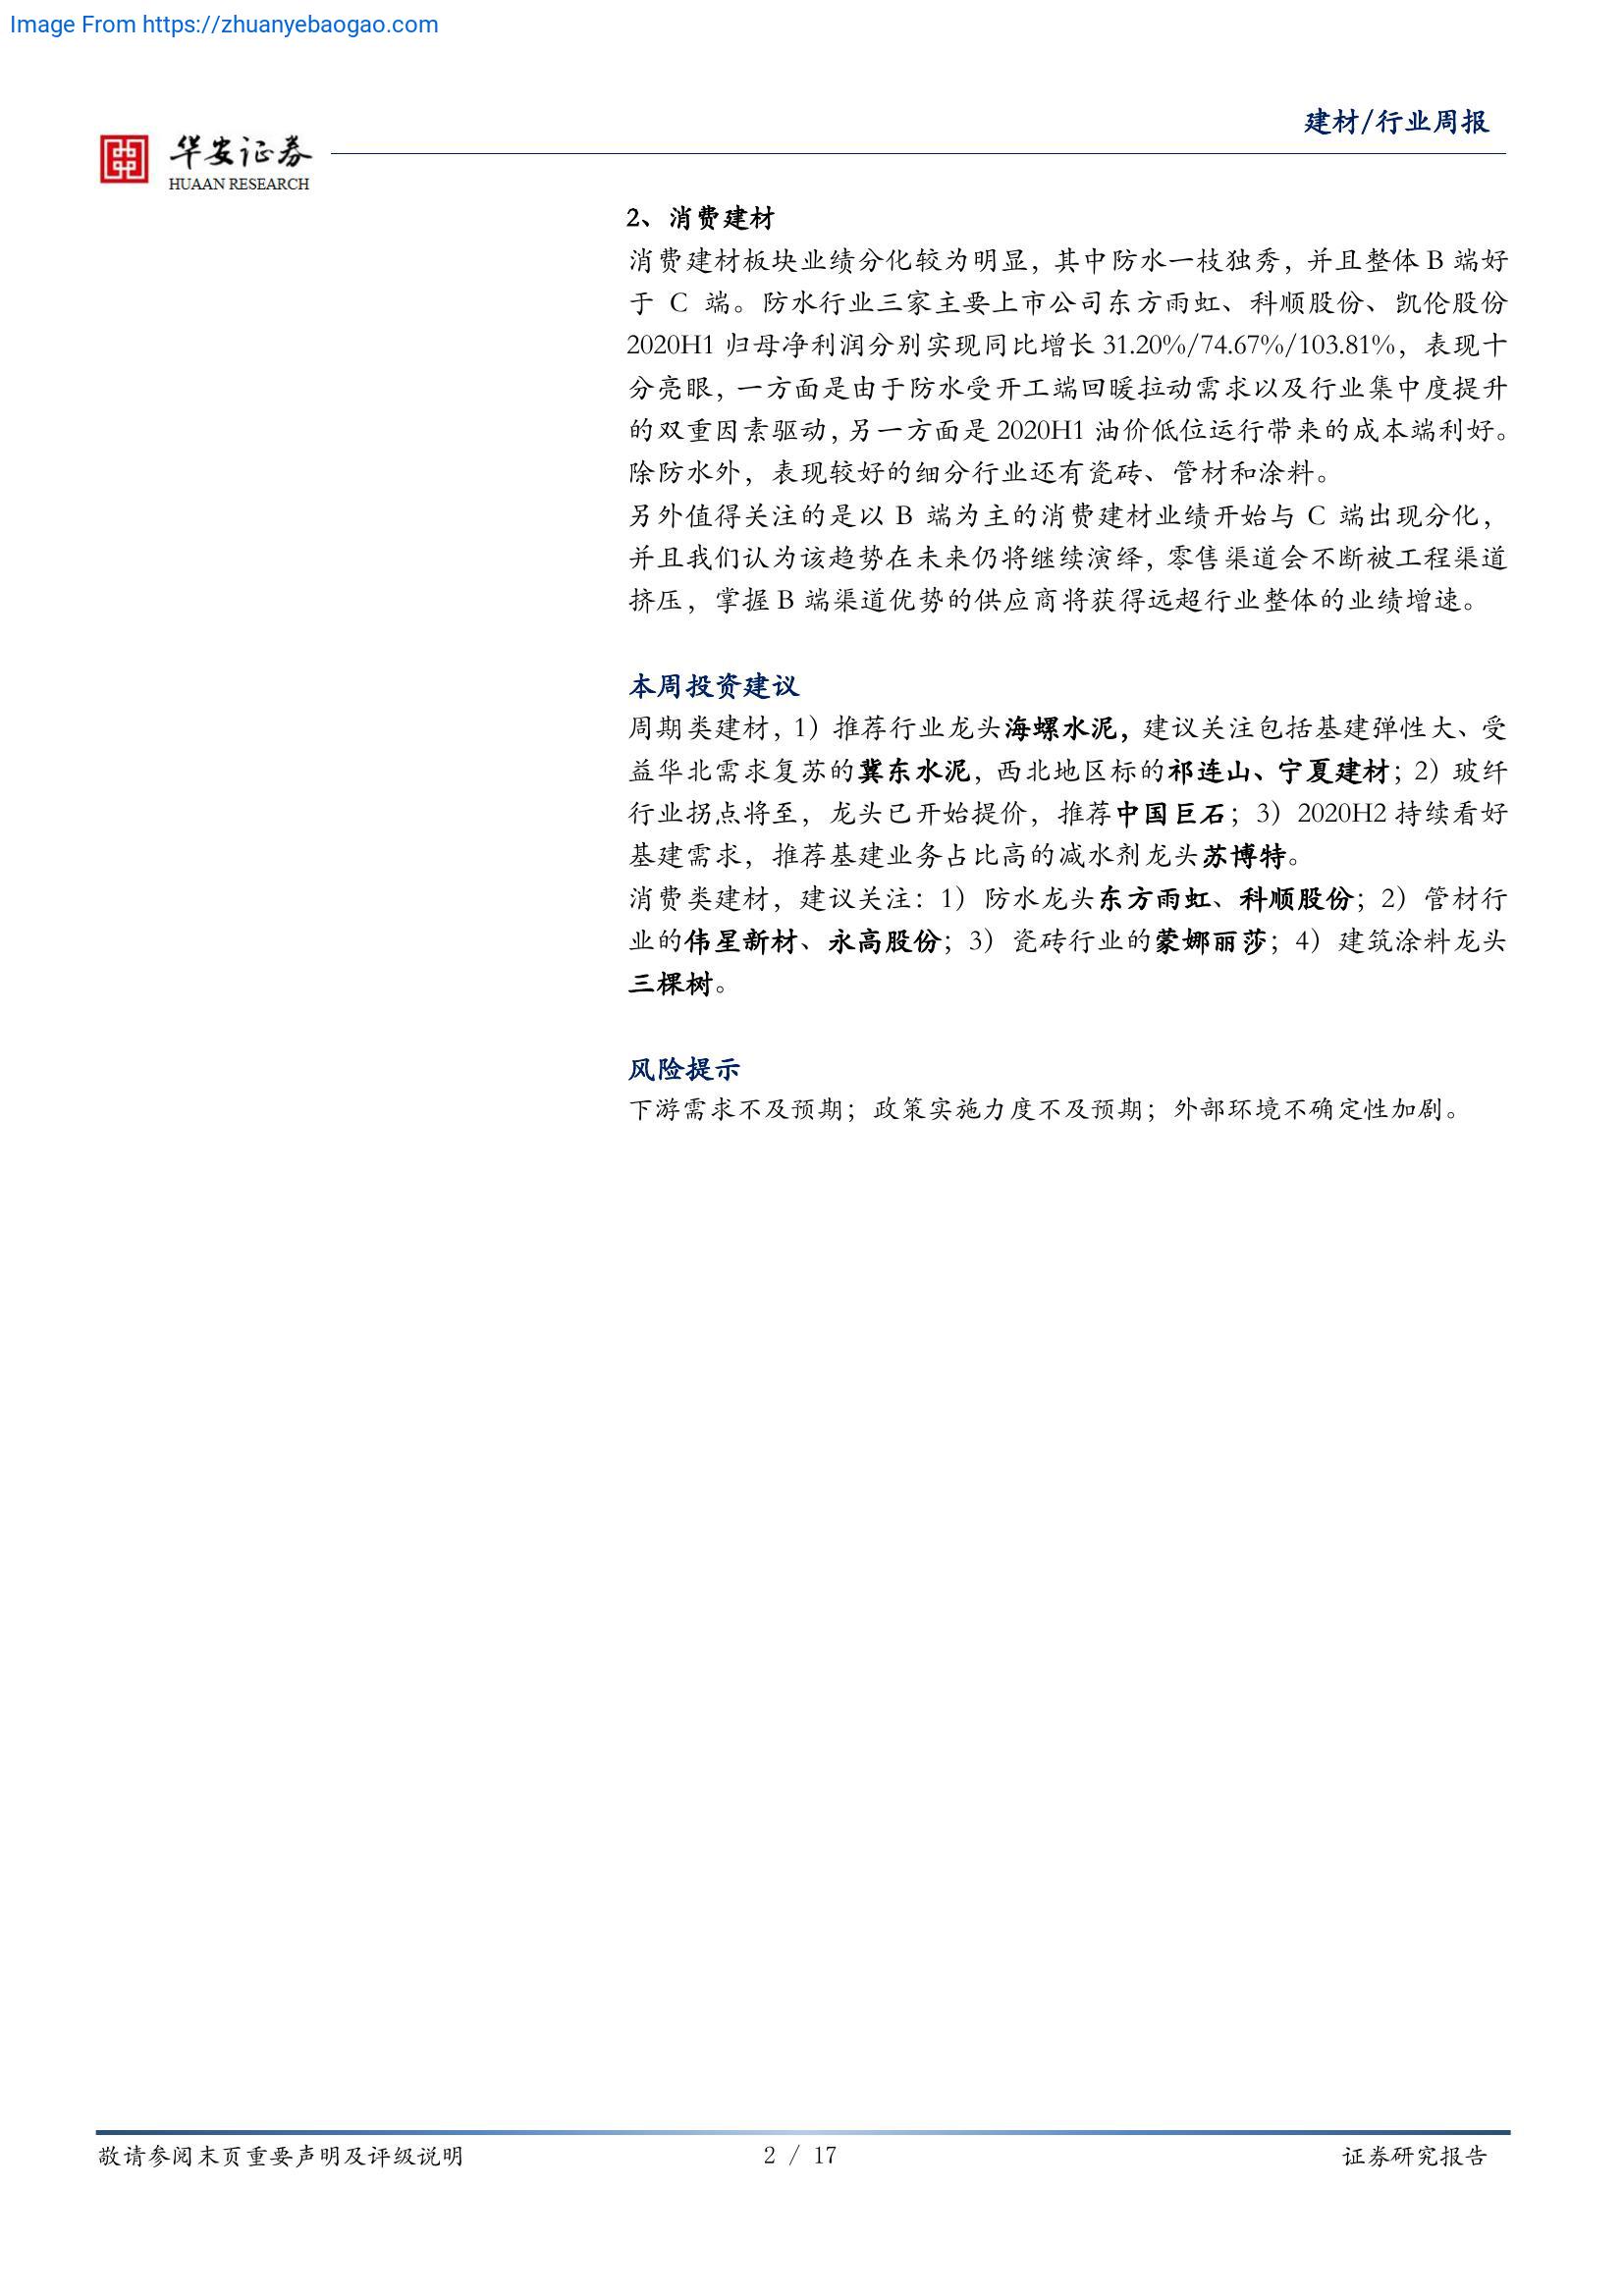 Image From https://zhuanyebaogao.com
建材/行业周报
华安证券
HUAAN RESEARCH
2、消费建材
消费建材板块业绩分化较为明显，其中防水一枝独秀，并且整体 B 端好
于 C 端。防水行业三家主要上市公司东方雨虹、科顺股份、凯伦股份
2020H1 归母净利润分别实现同比增长 31.20%/74.67%/103.81%，表现十
分亮眼，一方面是由于防水受开工端回暖拉动需求以及行业集中度提升
的双重因素驱动，另一方面是 2020H1 油价低位运行带来的成本端利好。
除防水外，表现较好的细分行业还有瓷砖、管材和涂料。
另外值得关注的是以 B 端为主的消费建材业绩开始与 C 端出现分化，
并且我们认为该趋势在未来仍将继续演绎，零售渠道会不断被工程渠道
挤压，掌握 B 端渠道优势的供应商将获得远超行业整体的业绩增速。
本周投资建议
周期类建材，1）推荐行业龙头海螺水泥，建议关注包括基建弹性大、受
益华北需求复苏的冀东水泥，西北地区标的祁连山、宁夏建材；2）玻纤
行业拐点将至，龙头已开始提价，推荐中国巨石；3）2020H2 持续看好
基建需求，推荐基建业务占比高的减水剂龙头苏博特。
消费类建材，建议关注：1）防水龙头东方雨虹、科顺股份；2）管材行
业的伟星新材、永高股份；3）瓷砖行业的蒙娜丽莎；4）建筑涂料龙头
三棵树。
风险提示
下游需求不及预期；政策实施力度不及预期；外部环境不确定性加剧。
敬请参阅末页重要声明及评级说明
2 / 17
证券研究报告